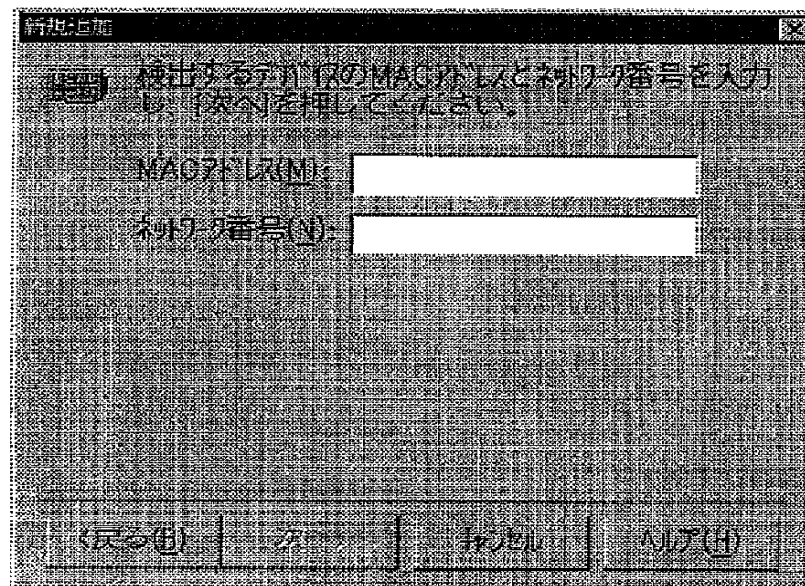 新規追加
検出するデバイスのMACアドレスとネットワーク番号を入力
し、「次へ」を押してください。
MACアドレス(M):
ネットワーク番号(N):
<戻る(B)
キャンセル
ヘルプ(H)